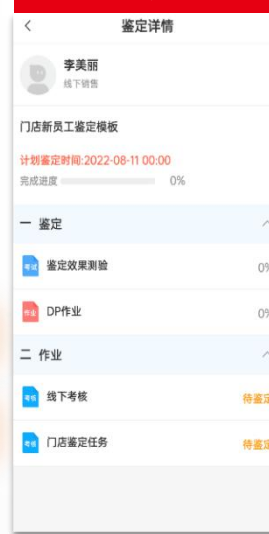 鉴定详情
李美丽
线下销售
门店新员工鉴定模板
计划鉴定时间:2022-08-11 00:00
完成进度 0%
一 鉴定
考试 鉴定效果测验 0%
作业 DP作业 0%
二 作业
考核 线下考核 待鉴定
考核 门店鉴定任务 待鉴定